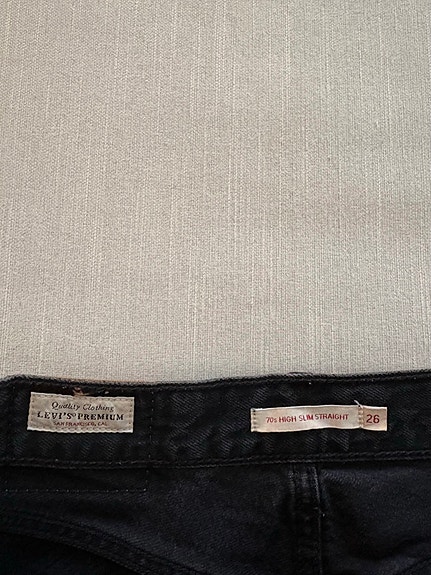 Quality Clothing
LEVI'S® PREMIUM
SAN FRANCISCO, CAL
70s HIGH SLIM STRAIGHT 26